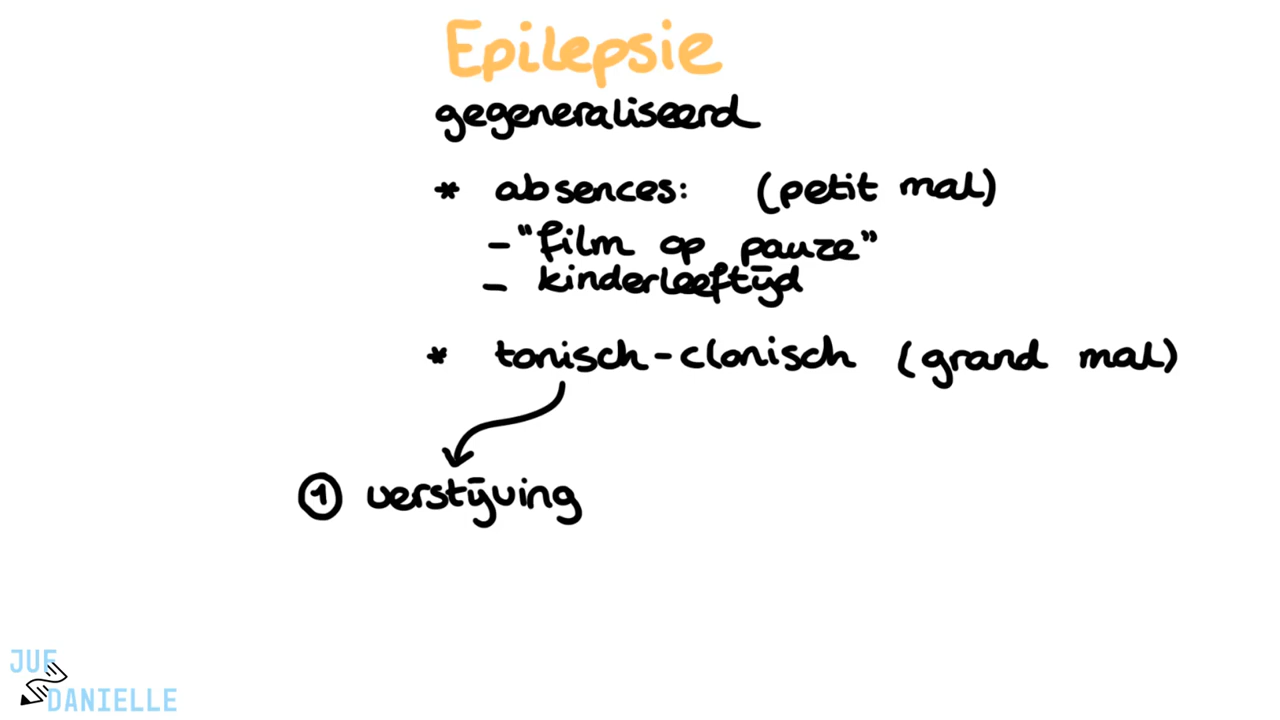 Epilepsie
gegeneraliseerd
* absences: (petit mal)
- "film op pauze"
- kinderleeftijd
* tonisch-clonisch (grand mal)
① verstijving
JUF
DANIELLE